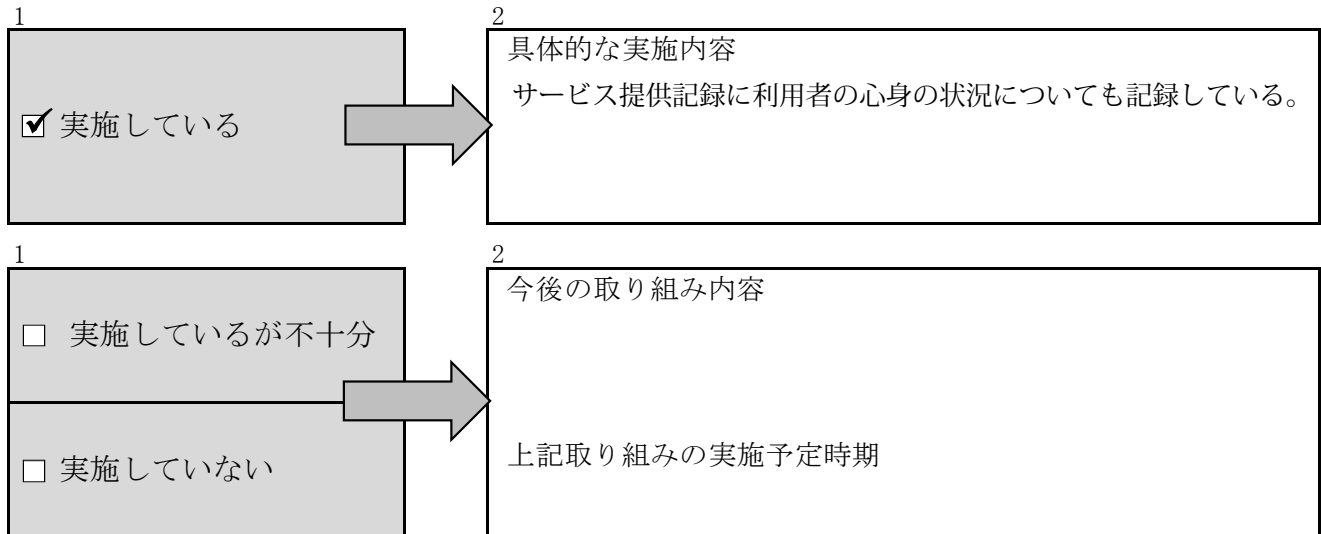 1
2
☑ 実施している
具体的な実施内容
サービス提供記録に利用者の心身の状況についても記録している。
1
2
□ 実施しているが不十分
□ 実施していない
今後の取り組み内容
上記取り組みの実施予定時期